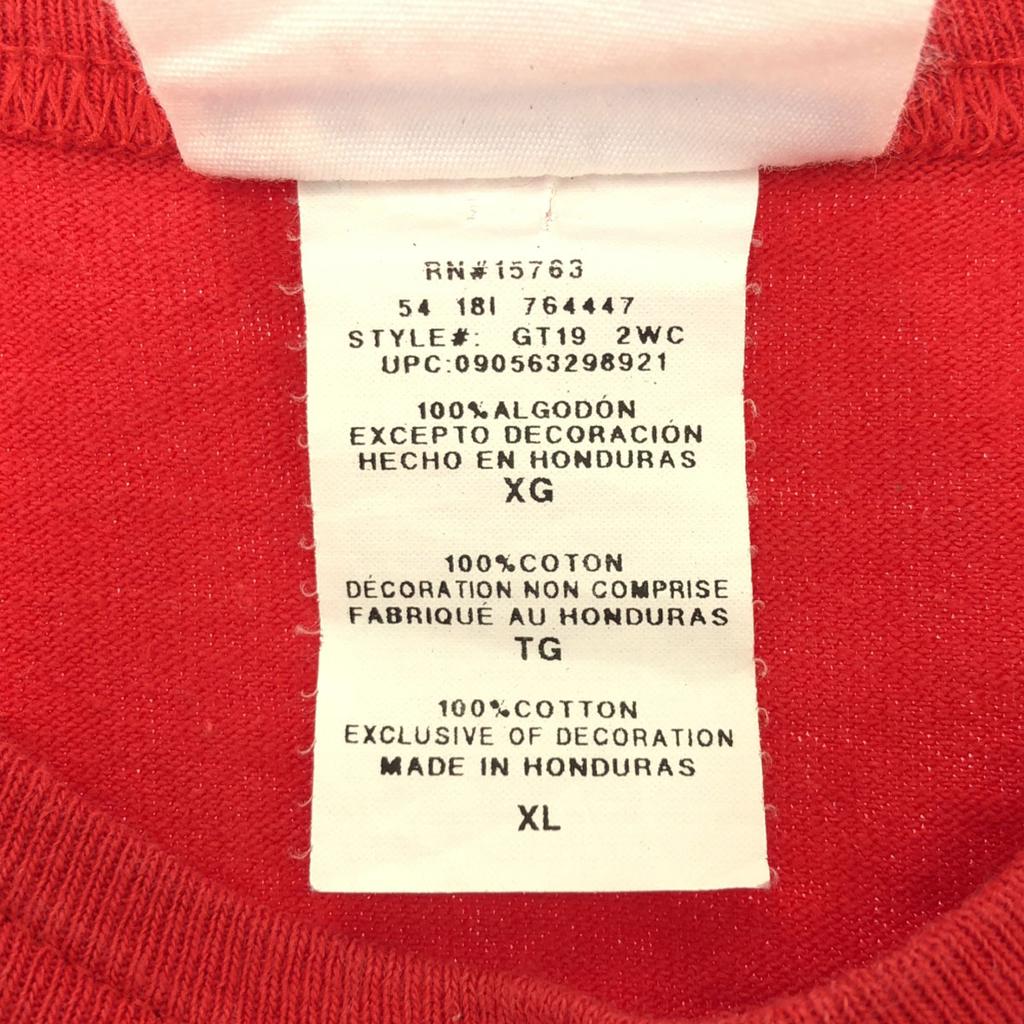 RN#15763
54 18I 764447
STYLE#: GT19 2WC
UPC:090563298921
100%ALGODÓN
EXCEPTO DECORACIÓN
HECHO EN HONDURAS
XG
100%COTON
DÉCORATION NON COMPRISE
FABRIQUÉ AU HONDURAS
TG
100%COTTON
EXCLUSIVE OF DECORATION
MADE IN HONDURAS
XL